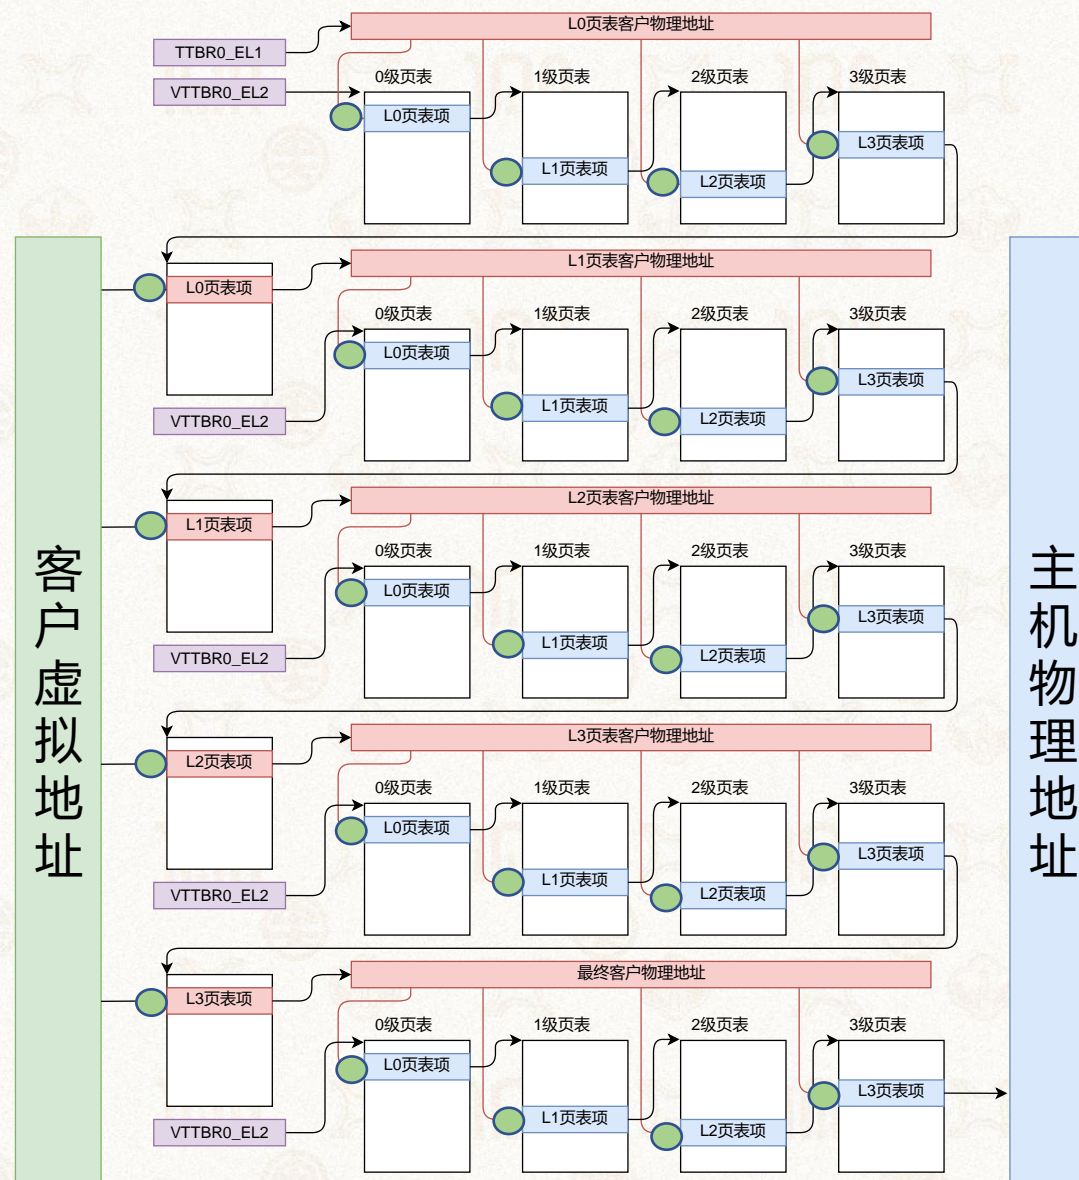 L0页表客户物理地址
TTBR0_EL1
VTTBR0_EL2
0级页表
1级页表
2级页表
3级页表
L0页表项
L1页表项
L2页表项
L3页表项
L0页表项
L1页表客户物理地址
VTTBR0_EL2
0级页表
1级页表
2级页表
3级页表
L0页表项
L1页表项
L2页表项
L3页表项
L1页表项
L2页表客户物理地址
VTTBR0_EL2
0级页表
1级页表
2级页表
3级页表
L0页表项
L1页表项
L2页表项
L3页表项
L2页表项
L3页表客户物理地址
VTTBR0_EL2
0级页表
1级页表
2级页表
3级页表
L0页表项
L1页表项
L2页表项
L3页表项
L3页表项
最终客户物理地址
VTTBR0_EL2
0级页表
1级页表
2级页表
3级页表
L0页表项
L1页表项
L2页表项
L3页表项
客户虚拟地址
主机物理地址